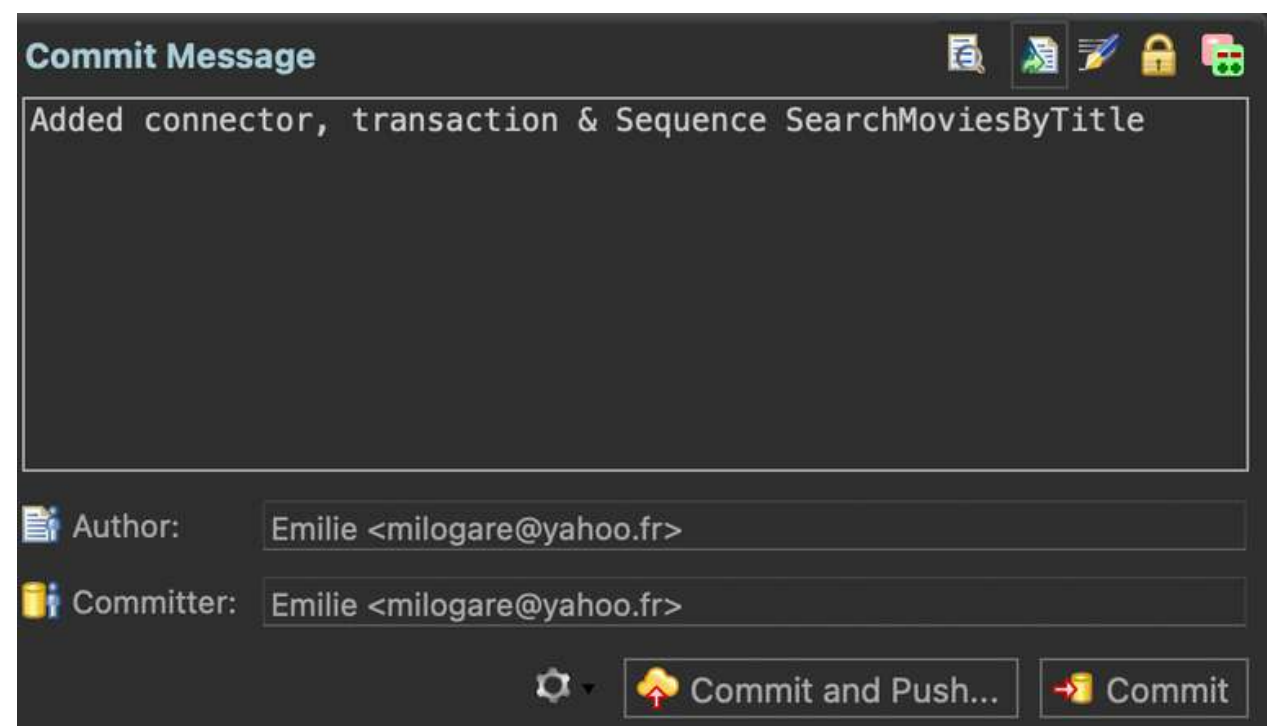 Commit Message
Added connector, transaction & Sequence SearchMoviesByTitle
Author: Emilie <milogare@yahoo.fr>
Committer: Emilie <milogare@yahoo.fr>
Commit and Push... Commit